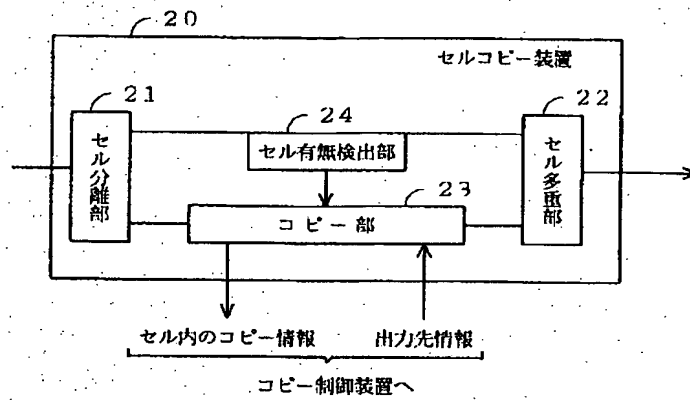 20
セルコピー装置
21
24
22
セル分離部
セル有無検出部
セル多重部
23
コピー部
セル内のコピー情報
出力先情報
コピー制御装置へ